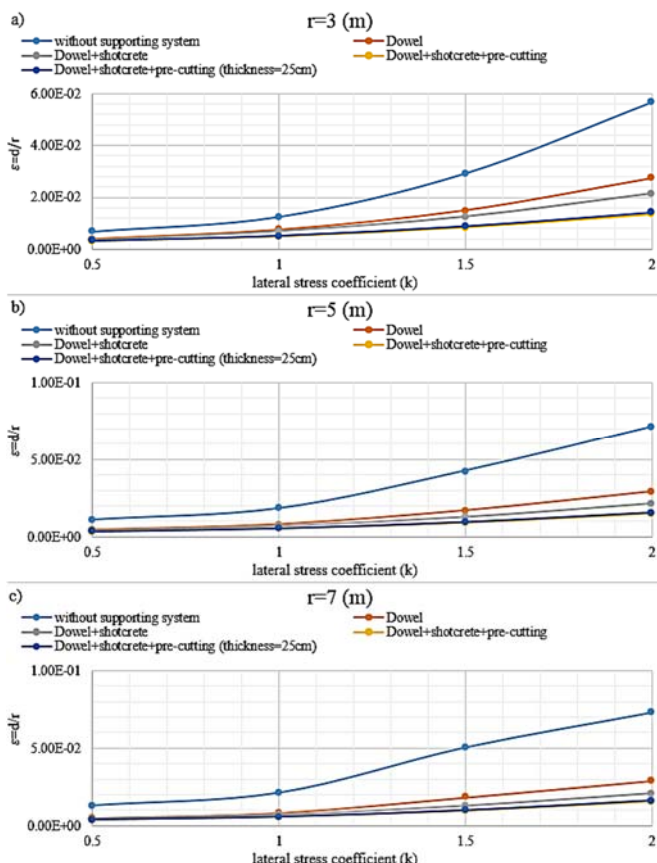 a) r=3 (m)
without supporting system Dowel
Dowel+shotcrete Dowel+shotcrete+pre-cutting
Dowel+shotcrete+pre-cutting (thickness=25cm)
6.00E-02
4.00E-02
2.00E-02
0.00E+00
ε=d/r
0.5 1 1.5 2
lateral stress coefficient (k)
b) r=5 (m)
without supporting system Dowel
Dowel+shotcrete Dowel+shotcrete+pre-cutting
Dowel+shotcrete+pre-cutting (thickness=25cm)
1.00E-01
5.00E-02
0.00E+00
ε=d/r
0.5 1 1.5 2
lateral stress coefficient (k)
c) r=7 (m)
without supporting system Dowel
Dowel+shotcrete Dowel+shotcrete+pre-cutting
Dowel+shotcrete+pre-cutting (thickness=25cm)
1.00E-01
5.00E-02
0.00E+00
ε=d/r
0.5 1 1.5 2
lateral stress coefficient (k)